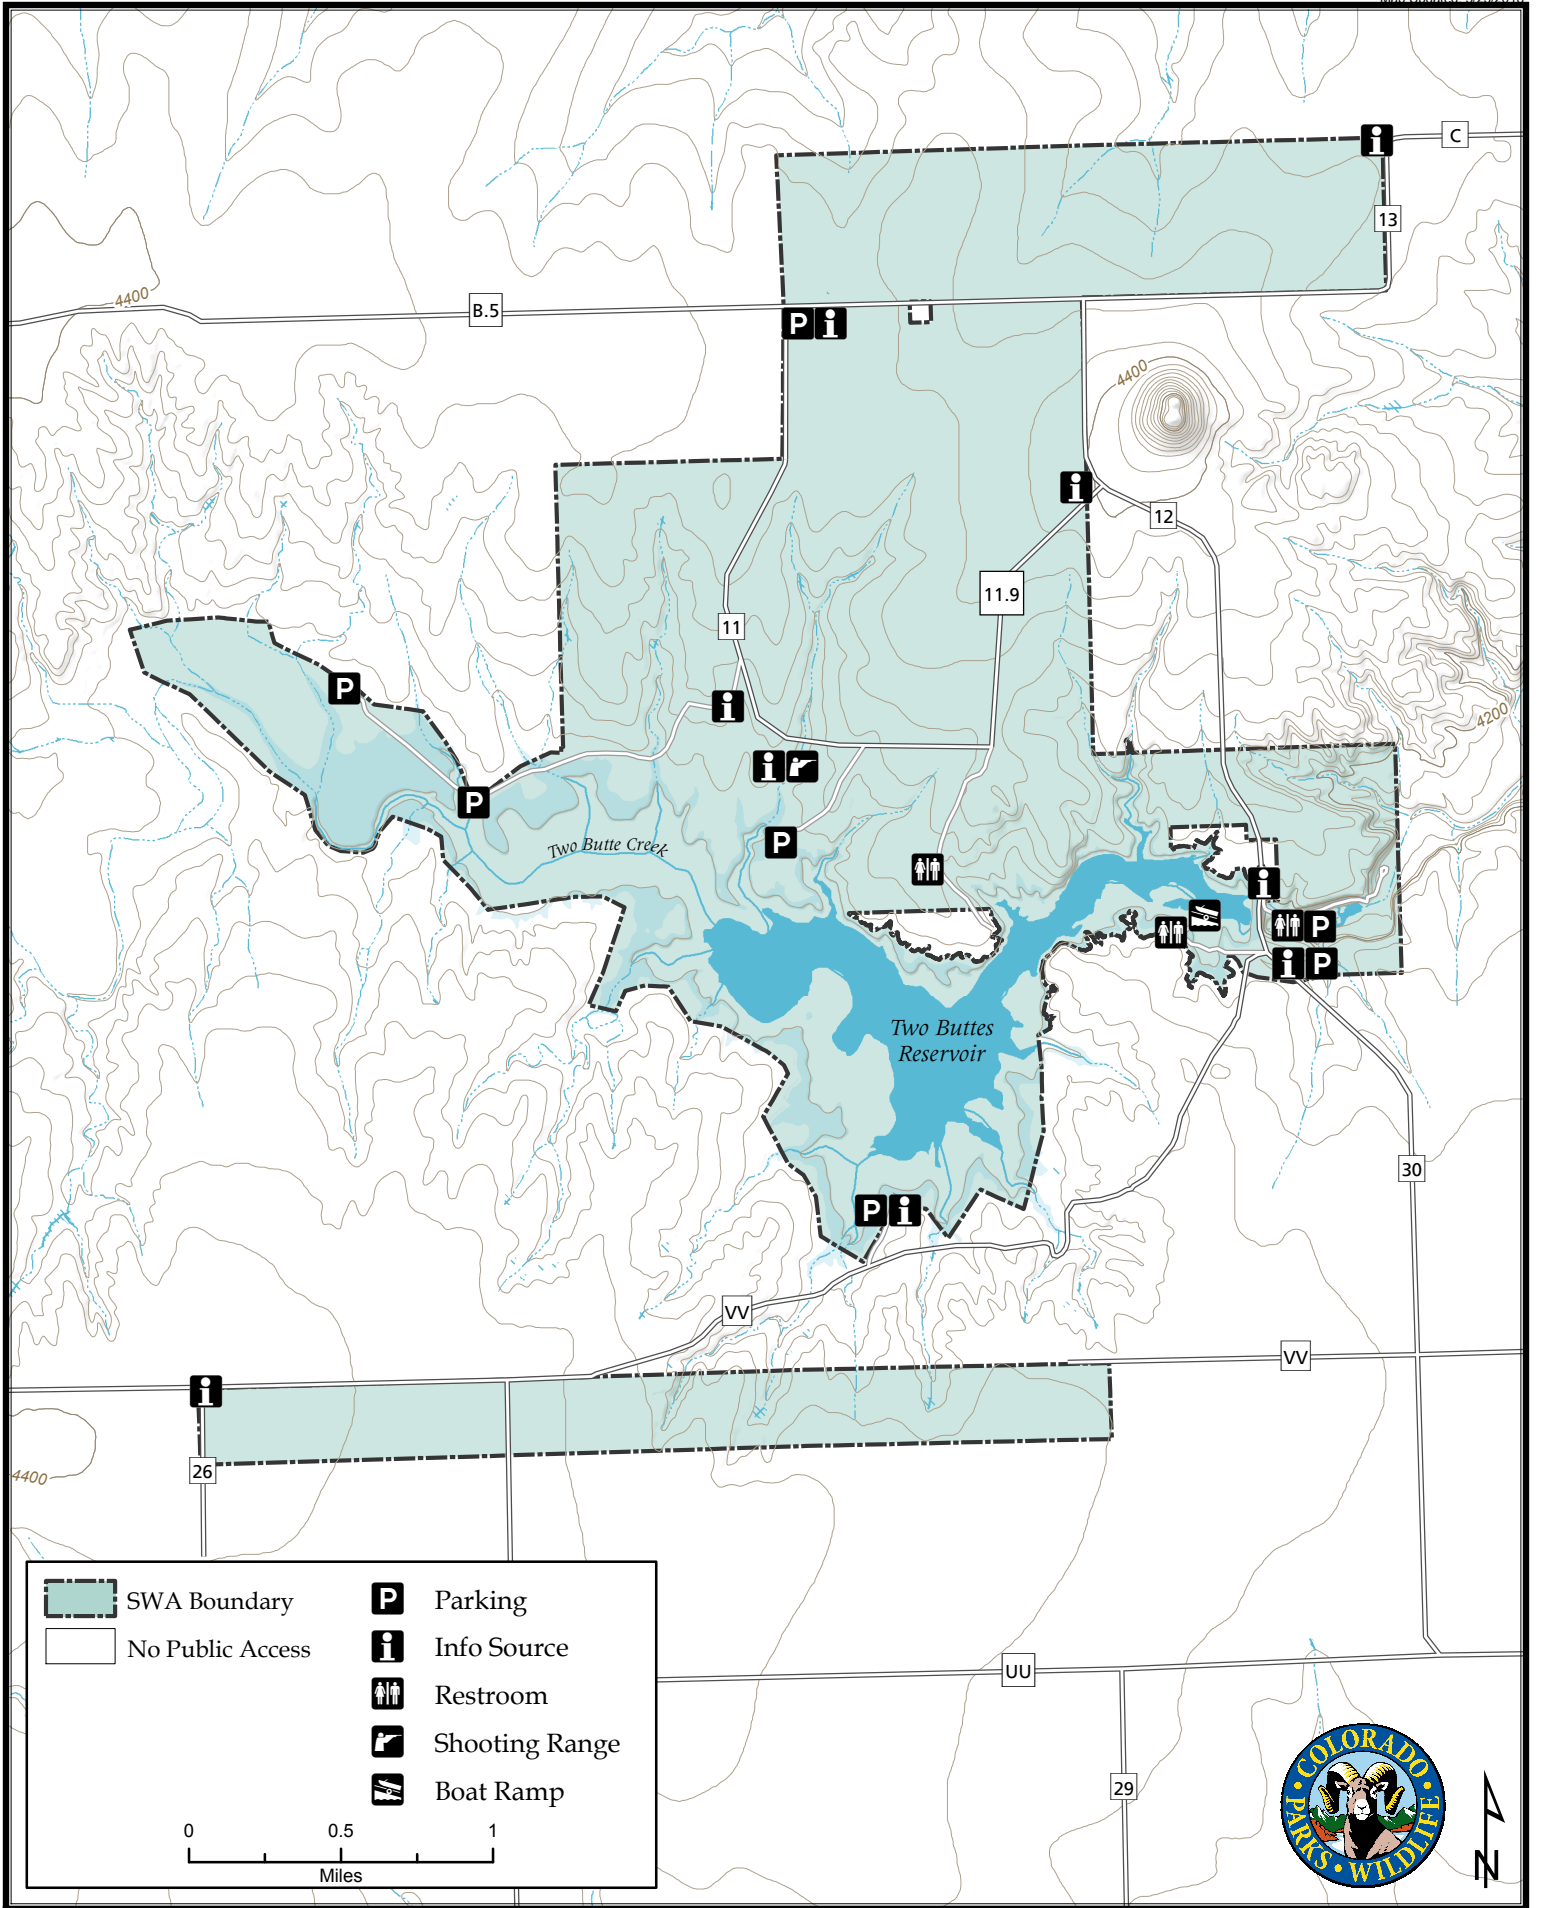 C
13
4400
B.5
P
4400
12
11.9
11
P
4200
P
Two Butte Creek
P
P
P
Two Buttes
Reservoir
30
P
VV
VV
26
4400
SWA Boundary
No Public Access
P Parking
Info Source
Restroom
Shooting Range
Boat Ramp
0 0.5 1
Miles
UU
29
COLORADO
PARKS • WILDLIFE
N